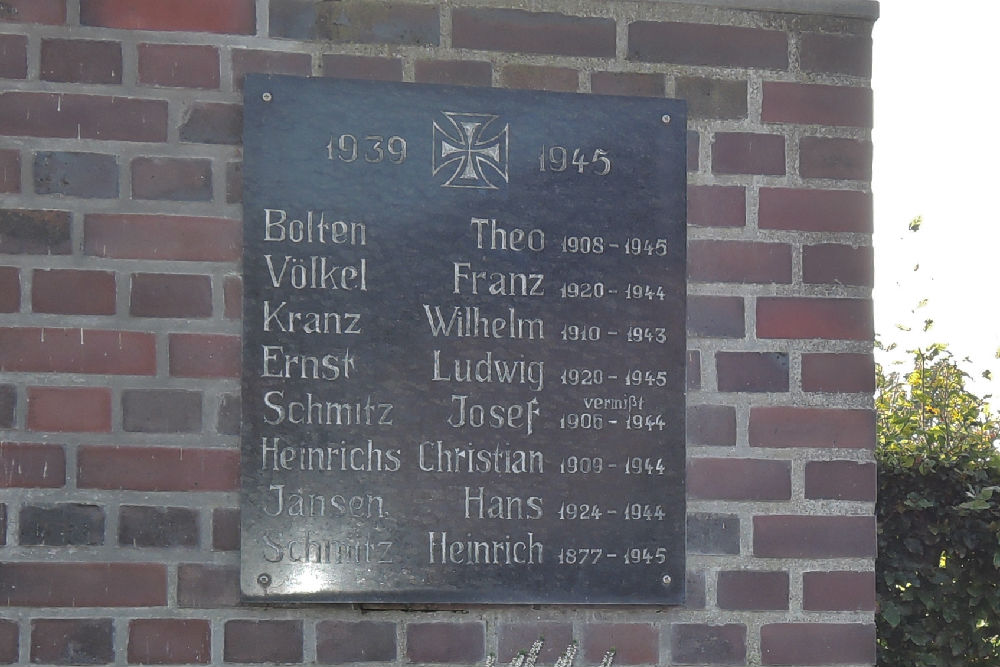 1939 1945
Bolten Theo 1908 - 1945
Völkel Franz 1920 - 1944
Kranz Wilhelm 1910 - 1943
Ernst Ludwig 1920 - 1945
vermißt
Schmitz Josef 1906 - 1944
Heinrichs Christian 1909 - 1944
Jansen Hans 1924 - 1944
Schmitz Heinrich 1877 - 1945